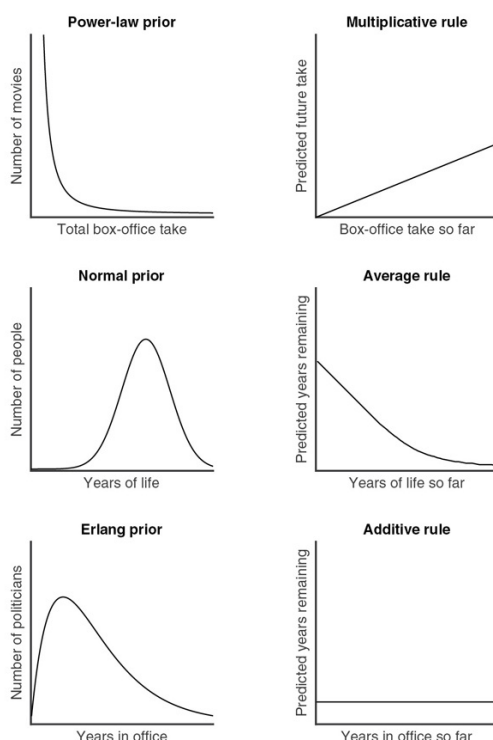 Power-law prior
Number of movies
Total box-office take
Multiplicative rule
Predicted future take
Box-office take so far
Normal prior
Number of people
Years of life
Average rule
Predicted years remaining
Years of life so far
Erlang prior
Number of politicians
Years in office
Additive rule
Predicted years remaining
Years in office so far